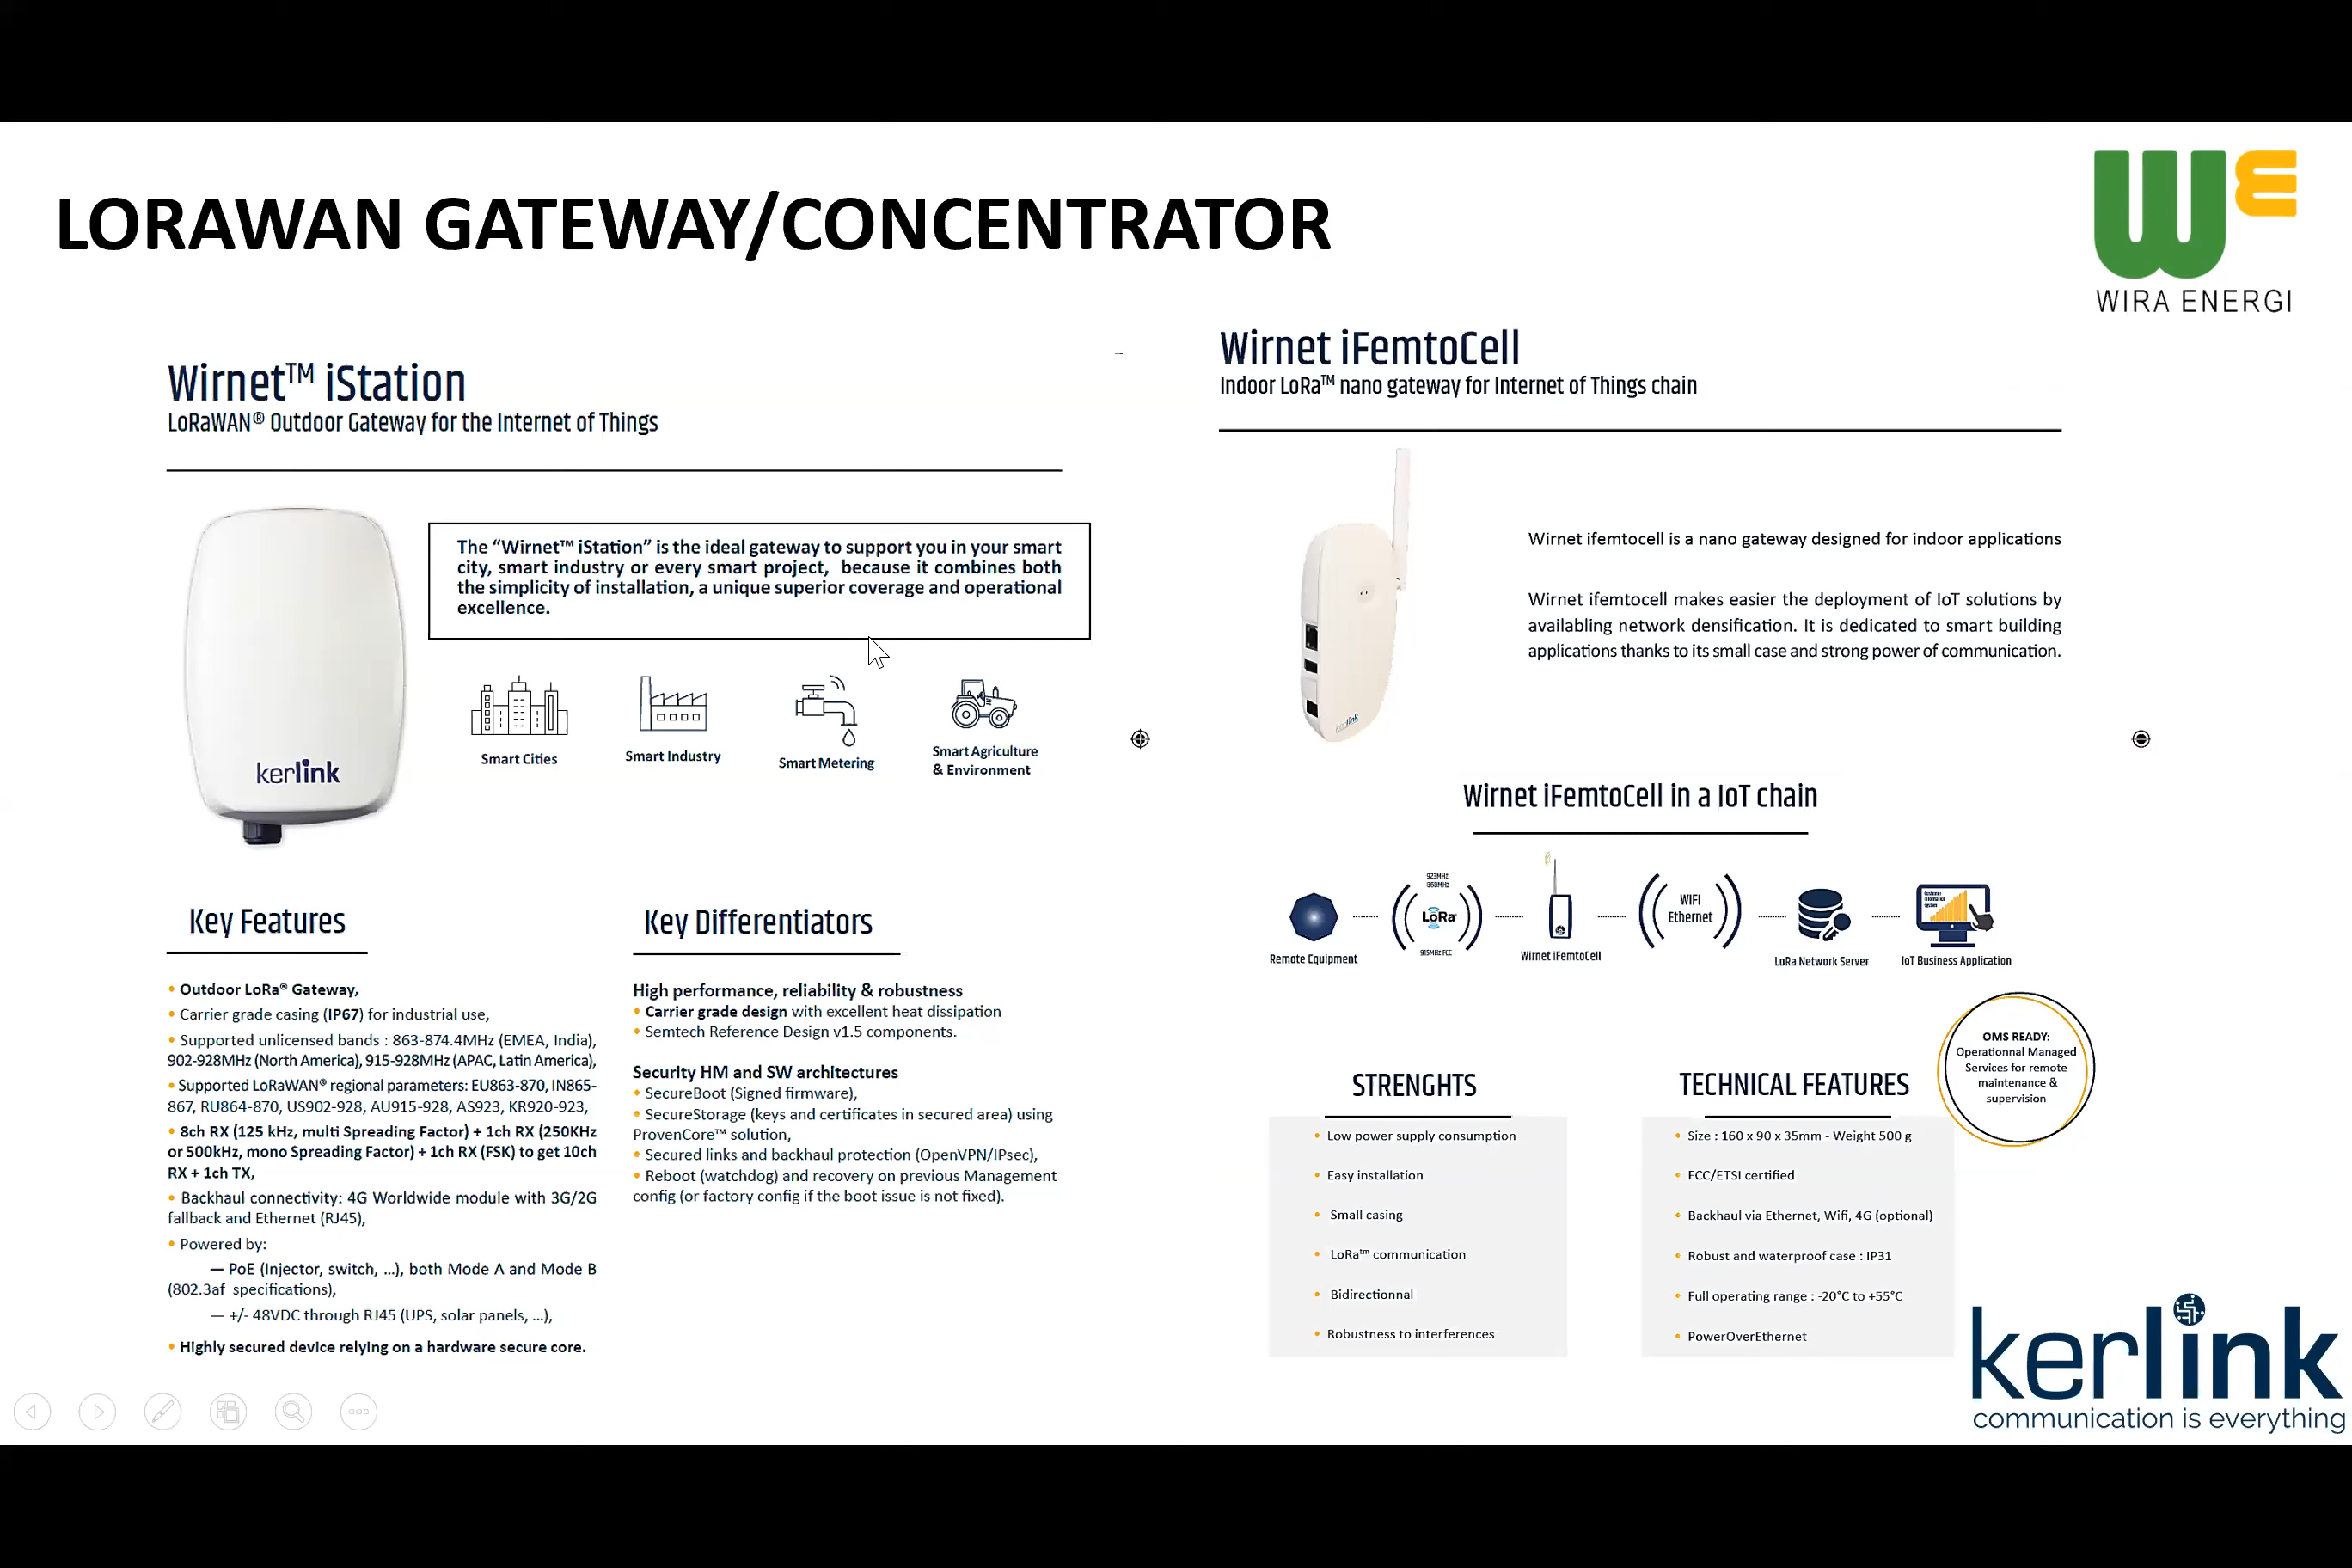 LORAWAN GATEWAY/CONCENTRATOR
WE
WIRA ENERGI
Wirnet™ iStation
LoRaWAN® Outdoor Gateway for the Internet of Things
kerlink
The “Wirnet™ iStation” is the ideal gateway to support you in your smart
city, smart industry or every smart project, because it combines both
the simplicity of installation, a unique superior coverage and operational
excellence.
Smart Cities
Smart Industry
Smart Metering
Smart Agriculture
& Environment
Key Features
• Outdoor LoRa® Gateway,
• Carrier grade casing (IP67) for industrial use,
• Supported unlicensed bands : 863-874.4MHz (EMEA, India),
902-928MHz (North America), 915-928MHz (APAC, Latin America),
• Supported LoRaWAN® regional parameters: EU863-870, IN865-
867, RU864-870, US902-928, AU915-928, AS923, KR920-923,
• 8ch RX (125 kHz, multi Spreading Factor) + 1ch RX (250KHz
or 500kHz, mono Spreading Factor) + 1ch RX (FSK) to get 10ch
RX + 1ch TX,
• Backhaul connectivity: 4G Worldwide module with 3G/2G
fallback and Ethernet (RJ45),
• Powered by:
— PoE (Injector, switch, ...), both Mode A and Mode B
(802.3af specifications),
— +/- 48VDC through RJ45 (UPS, solar panels, ...),
• Highly secured device relying on a hardware secure core.
Key Differentiators
High performance, reliability & robustness
• Carrier grade design with excellent heat dissipation
• Semtech Reference Design v1.5 components.
Security HM and SW architectures
• SecureBoot (Signed firmware),
• SecureStorage (keys and certificates in secured area) using
ProvenCore™ solution,
• Secured links and backhaul protection (OpenVPN/IPsec),
• Reboot (watchdog) and recovery on previous Management
config (or factory config if the boot issue is not fixed).
Wirnet iFemtoCell
Indoor LoRa™ nano gateway for Internet of Things chain
kerlink
Wirnet ifemtocell is a nano gateway designed for indoor applications
Wirnet ifemtocell makes easier the deployment of IoT solutions by
availabling network densification. It is dedicated to smart building
applications thanks to its small case and strong power of communication.
Wirnet iFemtoCell in a IoT chain
Remote Equipment
923MHz
868MHz
LoRa
915MHz FCC
Wirnet iFemtoCell
WIFI
Ethernet
LoRa Network Server
Customer
Information
System
IoT Business Application
OMS READY:
Operationnal Managed
Services for remote
maintenance &
supervision
STRENGHTS
• Low power supply consumption
• Easy installation
• Small casing
• LoRa™ communication
• Bidirectionnal
• Robustness to interferences
TECHNICAL FEATURES
• Size : 160 x 90 x 35mm - Weight 500 g
• FCC/ETSI certified
• Backhaul via Ethernet, Wifi, 4G (optional)
• Robust and waterproof case : IP31
• Full operating range : -20°C to +55°C
• PowerOverEthernet
kerlink
communication is everything